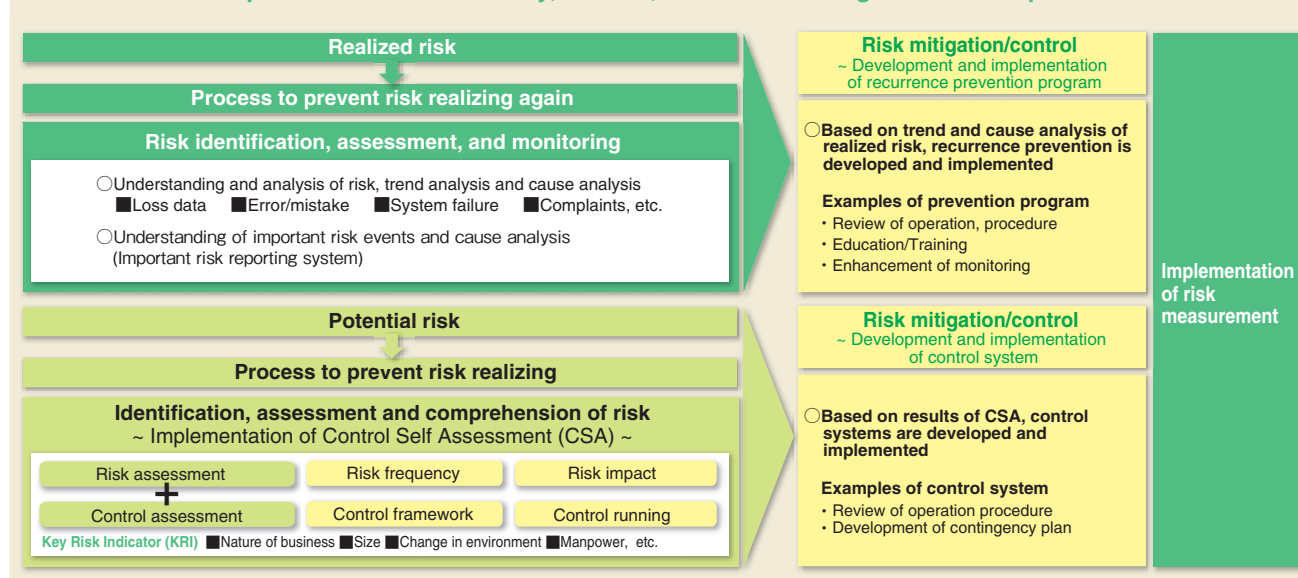 Realized risk
Process to prevent risk realizing again
Risk identification, assessment, and monitoring
○Understanding and analysis of risk, trend analysis and cause analysis
■Loss data ■Error/mistake ■System failure ■Complaints, etc.
○Understanding of important risk events and cause analysis
(Important risk reporting system)
Risk mitigation/control
~ Development and implementation
of recurrence prevention program
○Based on trend and cause analysis of
realized risk, recurrence prevention is
developed and implemented
Examples of prevention program
・Review of operation, procedure
・Education/Training
・Enhancement of monitoring
Potential risk
Process to prevent risk realizing
Identification, assessment and comprehension of risk
~ Implementation of Control Self Assessment (CSA) ~
Risk assessment Risk frequency Risk impact
+
Control assessment Control framework Control running
Key Risk Indicator (KRI) ■Nature of business ■Size ■Change in environment ■Manpower, etc.
Risk mitigation/control
~ Development and implementation
of control system
○Based on results of CSA, control
systems are developed and
implemented
Examples of control system
・Review of operation procedure
・Development of contingency plan
Implementation
of risk
measurement